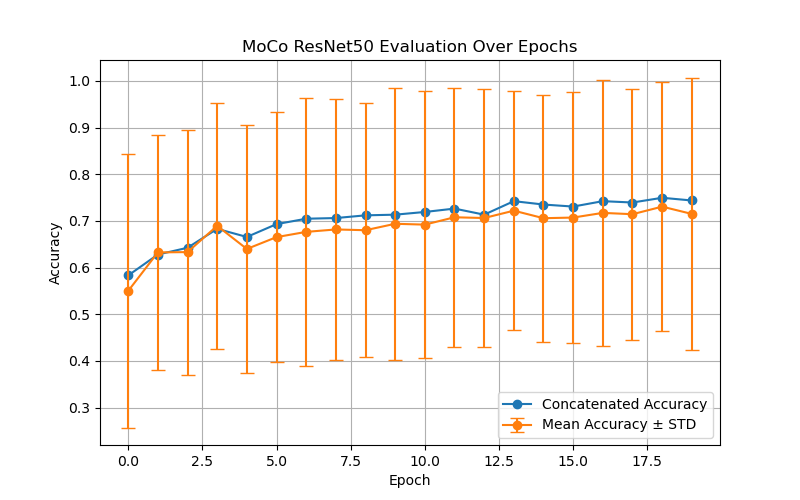 MoCo ResNet50 Evaluation Over Epochs
Accuracy
1.0
0.9
0.8
0.7
0.6
0.5
0.4
0.3
Concatenated Accuracy
Mean Accuracy ± STD
0.0 2.5 5.0 7.5 10.0 12.5 15.0 17.5
Epoch